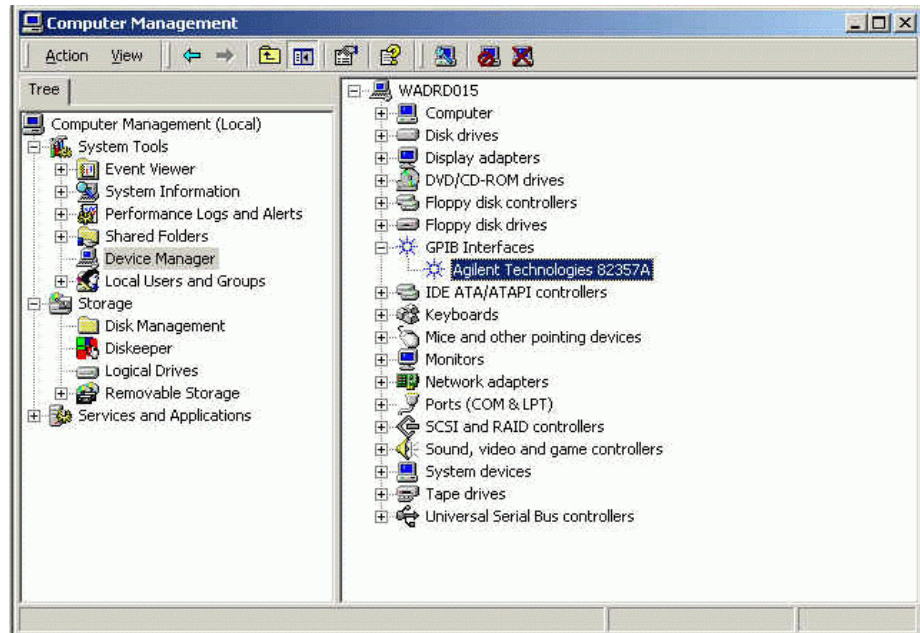 Computer Management
Action View
Tree
Computer Management (Local)
System Tools
Event Viewer
System Information
Performance Logs and Alerts
Shared Folders
Device Manager
Local Users and Groups
Storage
Disk Management
Diskeeper
Logical Drives
Removable Storage
Services and Applications
WADRD015
Computer
Disk drives
Display adapters
DVD/CD-ROM drives
Floppy disk controllers
Floppy disk drives
GPIB Interfaces
Agilent Technologies 82357A
IDE ATA/ATAPI controllers
Keyboards
Mice and other pointing devices
Monitors
Network adapters
Ports (COM & LPT)
SCSI and RAID controllers
Sound, video and game controllers
System devices
Tape drives
Universal Serial Bus controllers